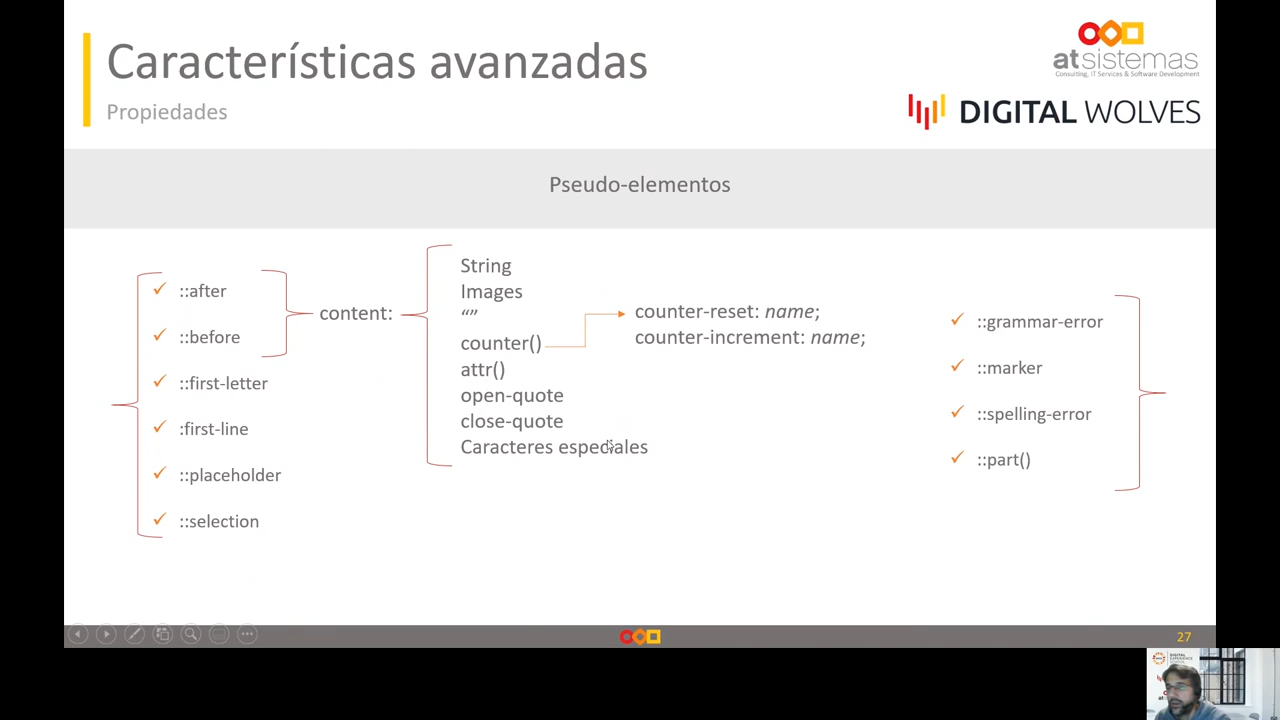 Características avanzadas
Propiedades
atsistemas
Consulting, IT Services & Software Development
DIGITAL WOLVES
Pseudo-elementos
::after
::before
::first-letter
:first-line
::placeholder
::selection
content:
String
Images
“”
counter()
attr()
open-quote
close-quote
Caracteres especiales
counter-reset: name;
counter-increment: name;
::grammar-error
::marker
::spelling-error
::part()
27
DIGITAL